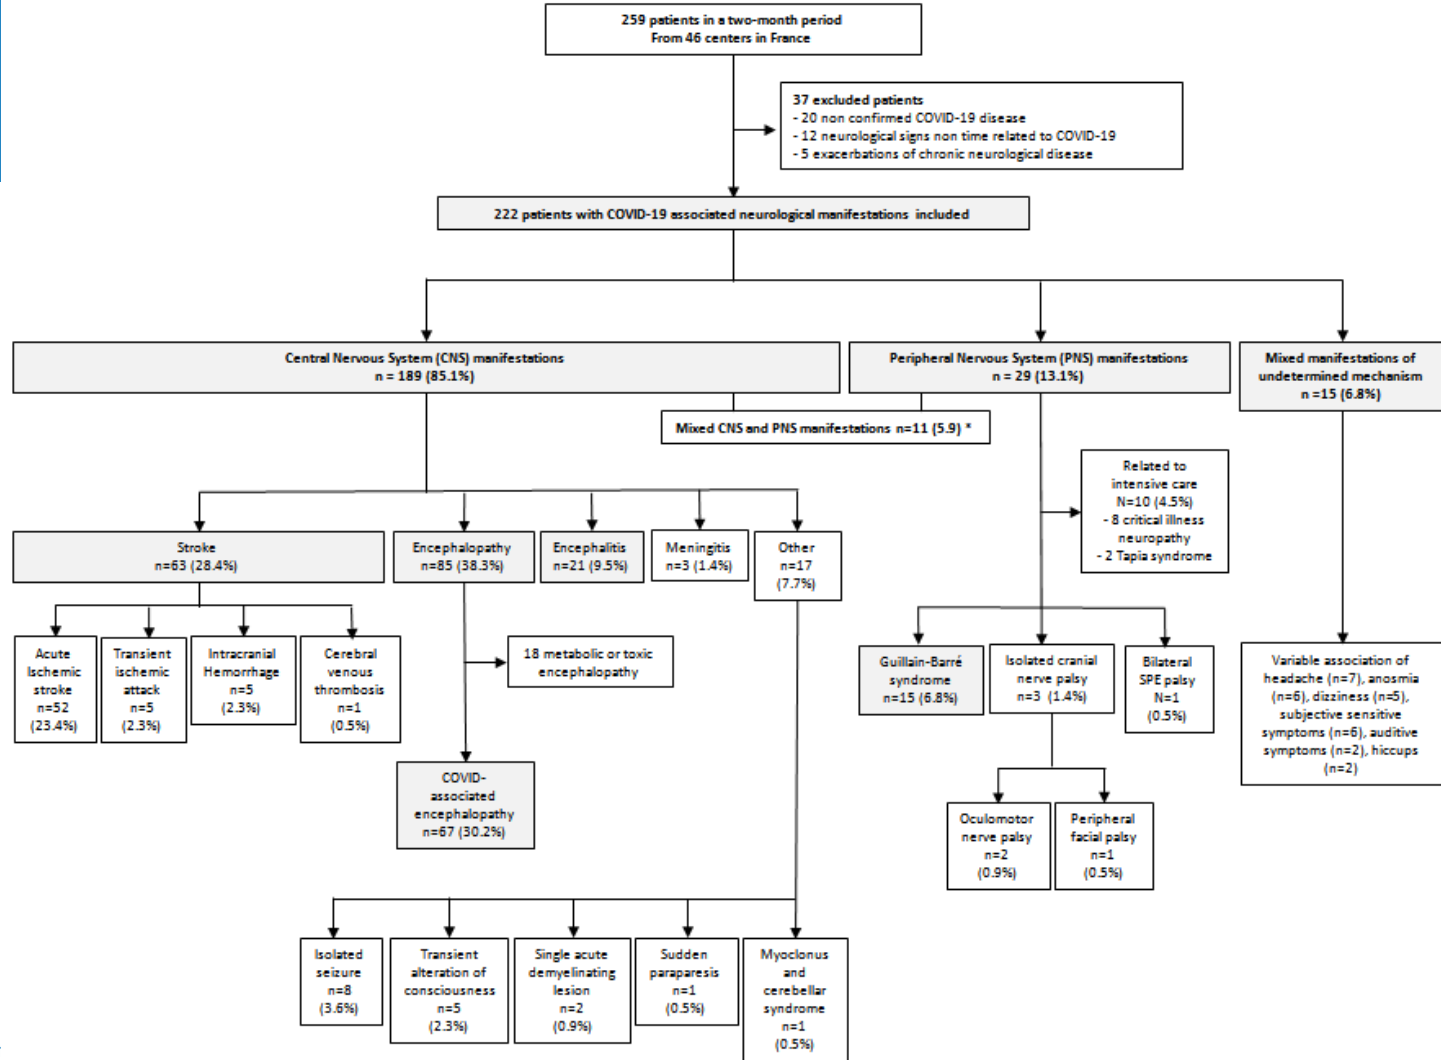 259 patients in a two-month period
From 46 centers in France
37 excluded patients
- 20 non confirmed COVID-19 disease
- 12 neurological signs non time related to COVID-19
- 5 exacerbations of chronic neurological disease
222 patients with COVID-19 associated neurological manifestations included
Central Nervous System (CNS) manifestations
n = 189 (85.1%)
Peripheral Nervous System (PNS) manifestations
n = 29 (13.1%)
Mixed manifestations of
undetermined mechanism
n =15 (6.8%)
Mixed CNS and PNS manifestations n=11 (5.9) *
Related to
intensive care
N=10 (4.5%)
- 8 critical illness
neuropathy
- 2 Tapia syndrome
Stroke
n=63 (28.4%)
Encephalopathy
n=85 (38.3%)
Encephalitis
n=21 (9.5%)
Meningitis
n=3 (1.4%)
Other
n=17
(7.7%)
Acute
Ischemic
stroke
n=52
(23.4%)
Transient
ischemic
attack
n=5
(2.3%)
Intracranial
Hemorrhage
n=5
(2.3%)
Cerebral
venous
thrombosis
n=1
(0.5%)
18 metabolic or toxic
encephalopathy
Guillain-Barré
syndrome
n=15 (6.8%)
Isolated cranial
nerve palsy
n=3 (1.4%)
Bilateral
SPE palsy
N=1
(0.5%)
Variable association of
headache (n=7), anosmia
(n=6), dizziness (n=5),
subjective sensitive
symptoms (n=6), auditive
symptoms (n=2), hiccups
(n=2)
COVID-
associated
encephalopathy
n=67 (30.2%)
Oculomotor
nerve palsy
n=2
(0.9%)
Peripheral
facial palsy
n=1
(0.5%)
Isolated
seizure
n=8
(3.6%)
Transient
alteration of
consciousness
n=5
(2.3%)
Single acute
demyelinating
lesion
n=2
(0.9%)
Sudden
paraparesis
n=1
(0.5%)
Myoclonus
and
cerebellar
syndrome
n=1
(0.5%)